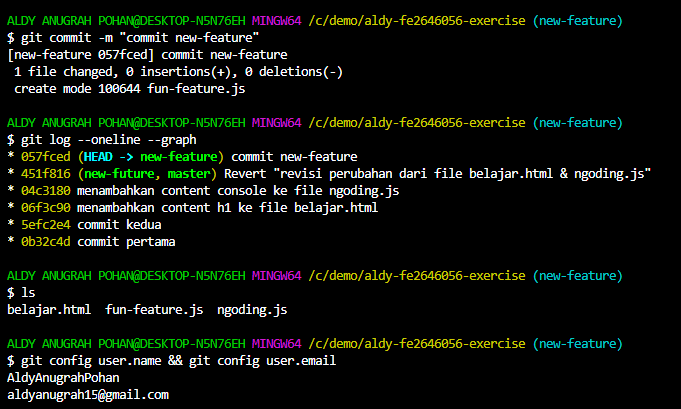 ALDY ANUGRAH POHAN@DESKTOP-N5N76EH MINGW64 /c/demo/aldy-fe2646056-exercise (new-feature)
$ git commit -m "commit new-feature"
[new-feature 057fced] commit new-feature
 1 file changed, 0 insertions(+), 0 deletions(-)
 create mode 100644 fun-feature.js
ALDY ANUGRAH POHAN@DESKTOP-N5N76EH MINGW64 /c/demo/aldy-fe2646056-exercise (new-feature)
$ git log --oneline --graph
* 057fced (HEAD -> new-feature) commit new-feature
* 451f816 (new-future, master) Revert "revisi perubahan dari file belajar.html & ngoding.js"
* 04c3180 menambahkan content console ke file ngoding.js
* 06f3c90 menambahkan content h1 ke file belajar.html
* 5efc2e4 commit kedua
* 0b32c4d commit pertama
ALDY ANUGRAH POHAN@DESKTOP-N5N76EH MINGW64 /c/demo/aldy-fe2646056-exercise (new-feature)
$ ls
belajar.html  fun-feature.js  ngoding.js
ALDY ANUGRAH POHAN@DESKTOP-N5N76EH MINGW64 /c/demo/aldy-fe2646056-exercise (new-feature)
$ git config user.name && git config user.email
AldyAnugrahPohan
aldyanugrah15@gmail.com